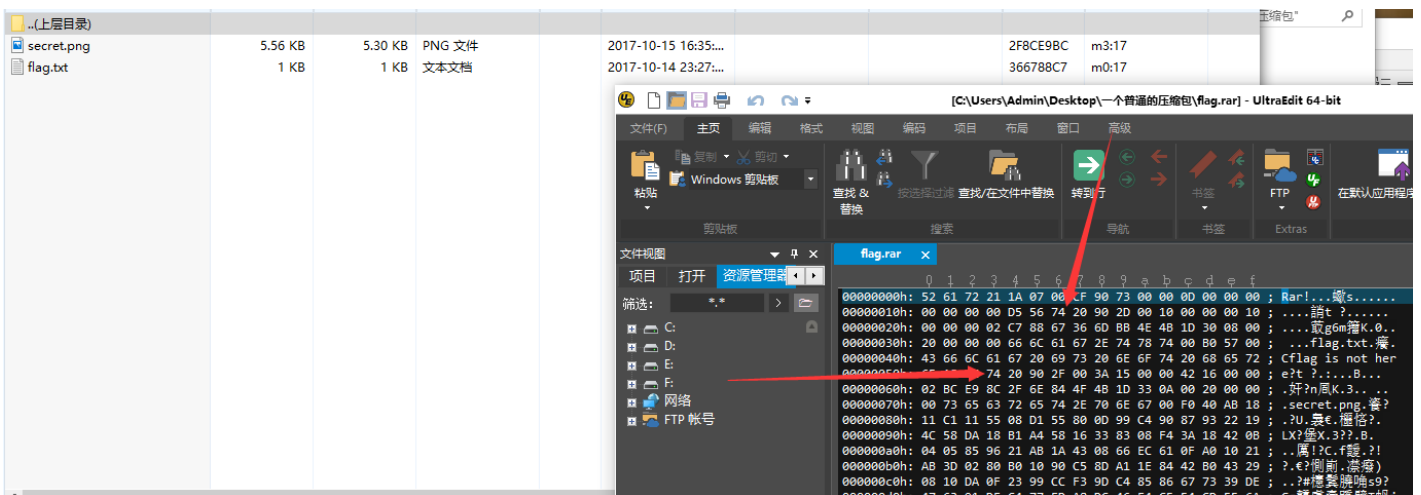 ..(上层目录)
压缩包"
secret.png 5.56 KB 5.30 KB PNG 文件 2017-10-15 16:35:... 2F8CE9BC m3:17
flag.txt 1 KB 1 KB 文本文档 2017-10-14 23:27:... 366788C7 m0:17
[C:\Users\Admin\Desktop\一个普通的压缩包\flag.rar] - UltraEdit 64-bit
文件(F) 主页 编辑 格式 视图 编码 项目 布局 窗口 高级
粘贴
复制 剪切
Windows 剪贴板
剪贴板
查找 & 替换
按选择过滤 查找/在文件中替换
搜索
转到行
导航
书签
书签
FTP
Extras
在默认应用程序
文件视图
项目 打开 资源管理器
筛选: *.*
C:
D:
E:
F:
网络
FTP 帐号
flag.rar
0 1 2 3 4 5 6 7 8 9 a b c d e f
00000000h: 52 61 72 21 1A 07 00 CF 90 73 00 00 0D 00 00 00 ; Rar!...
00000010h: 00 00 00 00 D5 56 74 20 90 2D 00 10 00 00 00 10 ;
00000020h: 00 00 00 02 C7 88 67 36 6D BB 4E 4B 1D 30 08 00 ;
00000030h: 20 00 00 00 66 6C 61 67 2E 74 78 74 00 B0 57 00 ; ...flag.txt.
00000040h: 43 66 6C 61 67 20 69 73 20 6E 6F 74 20 68 65 72 ; Cflag is not her
74 20 90 2F 00 3A 15 00 00 42 16 00 00 ; e?t ?.:...B...
00000060h: 02 BC E9 8C 2F 6E 84 4F 4B 1D 33 0A 00 20 00 00 ;
00000070h: 00 73 65 63 72 65 74 2E 70 6E 67 00 F0 40 AB 18 ; .secret.png.
00000080h: 11 C1 11 55 08 D1 55 80 0D 99 C4 90 87 93 22 19 ;
00000090h: 4C 58 DA 18 B1 A4 58 16 33 83 08 F4 3A 18 42 0B ;
000000a0h: 04 05 85 96 21 AB 1A 43 08 66 EC 61 0F A0 10 21 ;
000000b0h: AB 3D 02 80 B0 10 90 C5 8D A1 1E 84 42 B0 43 29 ;
000000c0h: 08 10 DA 0F 23 99 CC F3 9D C4 85 86 67 73 39 DE ;